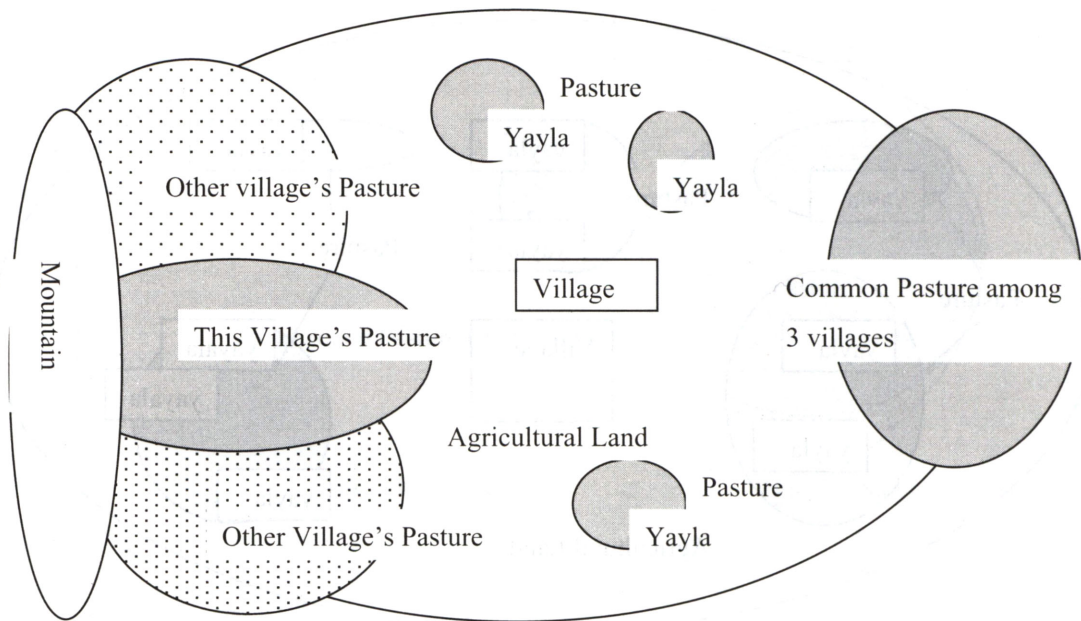 Pasture
Yayla
Yayla
Other village's Pasture
Mountain
Village
Common Pasture among
3 villages
This Village's Pasture
Agricultural Land
Pasture
Yayla
Other Village's Pasture